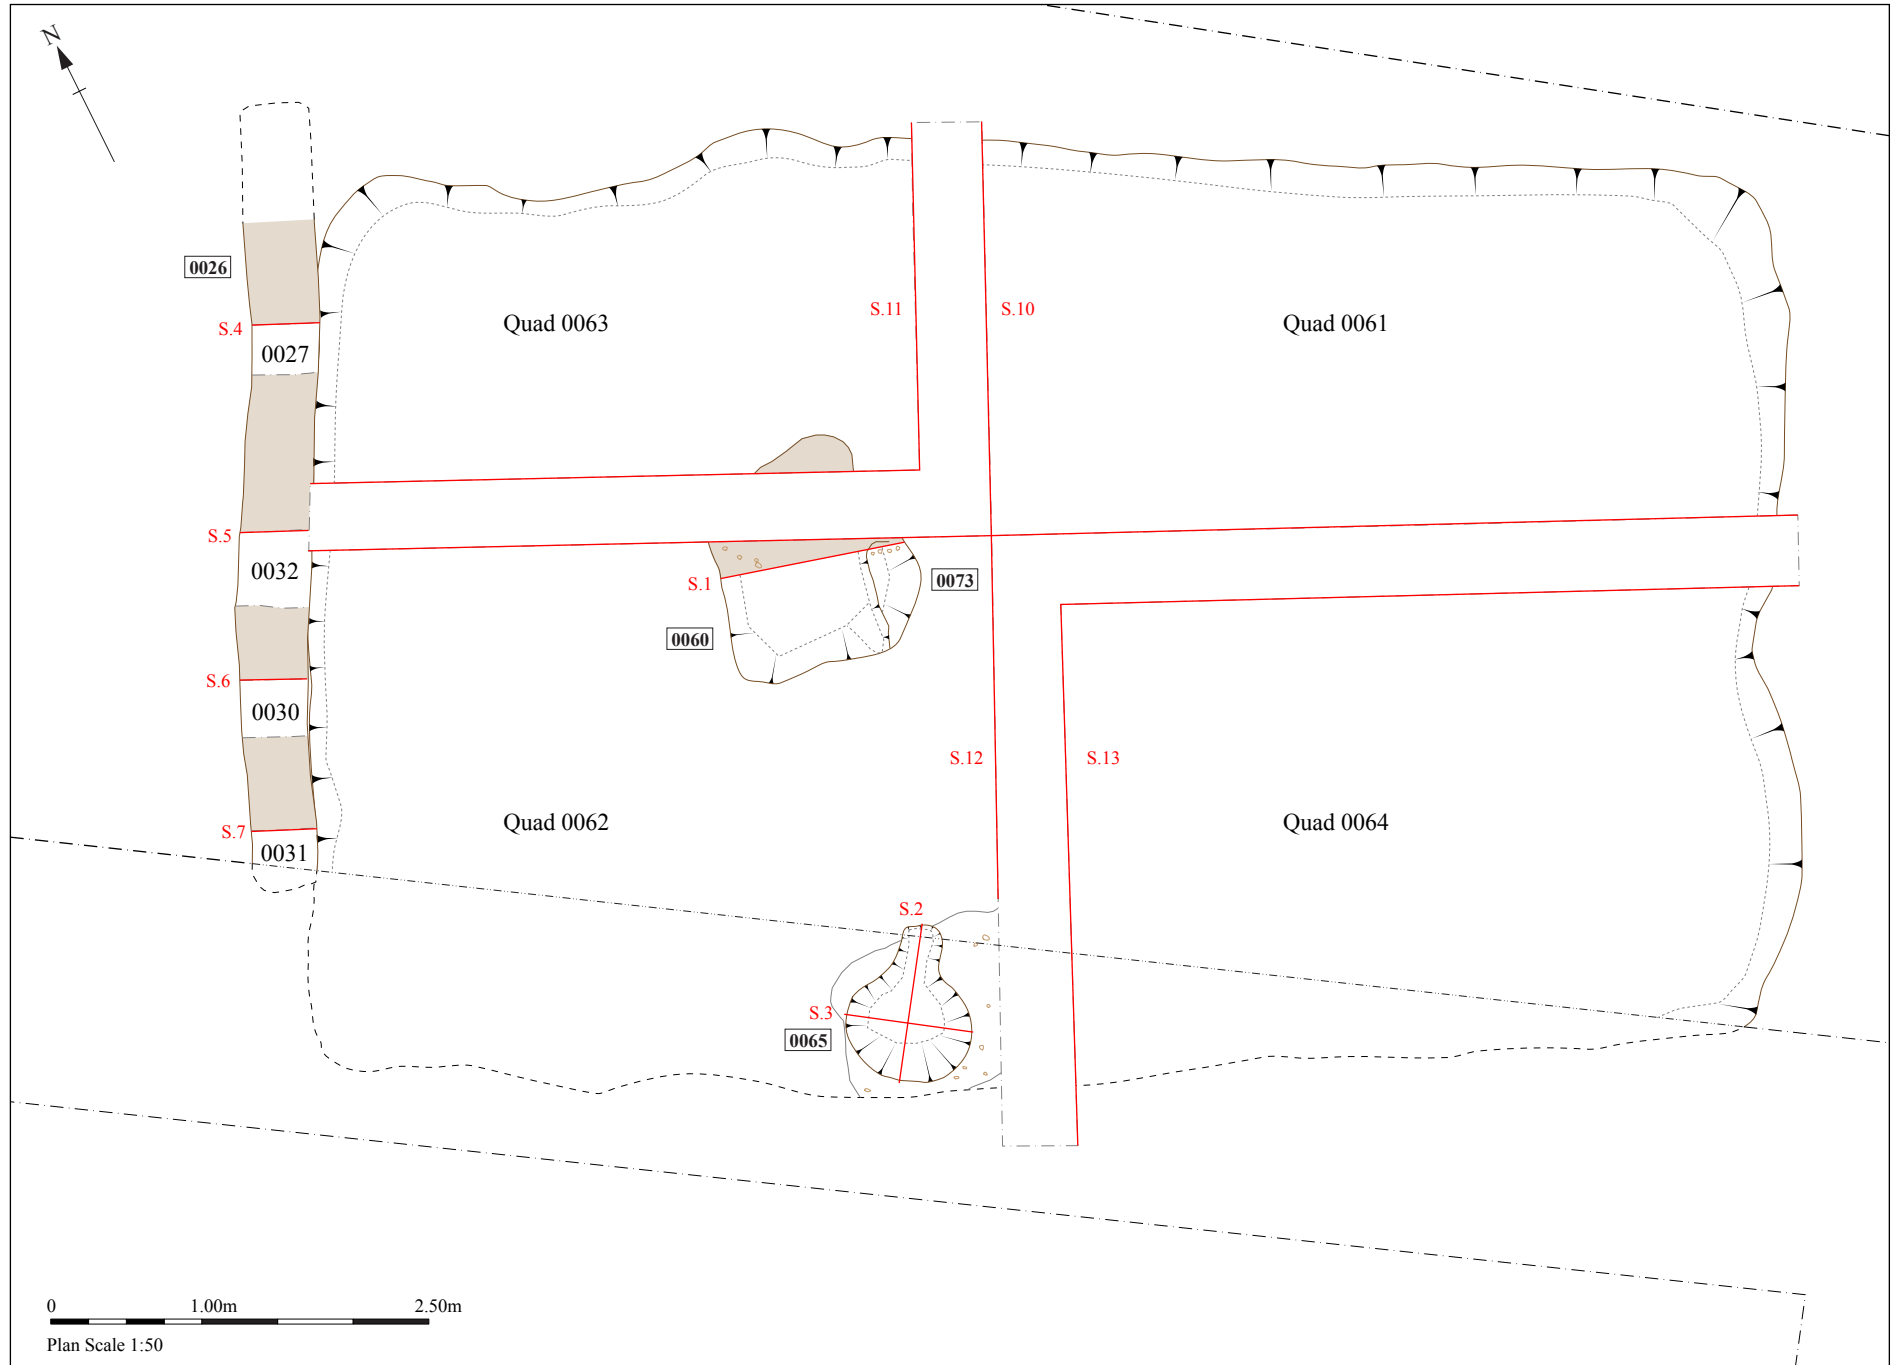 N
0026
S.4
0027
Quad 0063
S.11
S.10
Quad 0061
S.5
0032
S.1
0073
0060
S.6
0030
S.12
S.13
S.7
0031
Quad 0062
Quad 0064
S.2
S.3
0065
0 1.00m 2.50m
Plan Scale 1:50